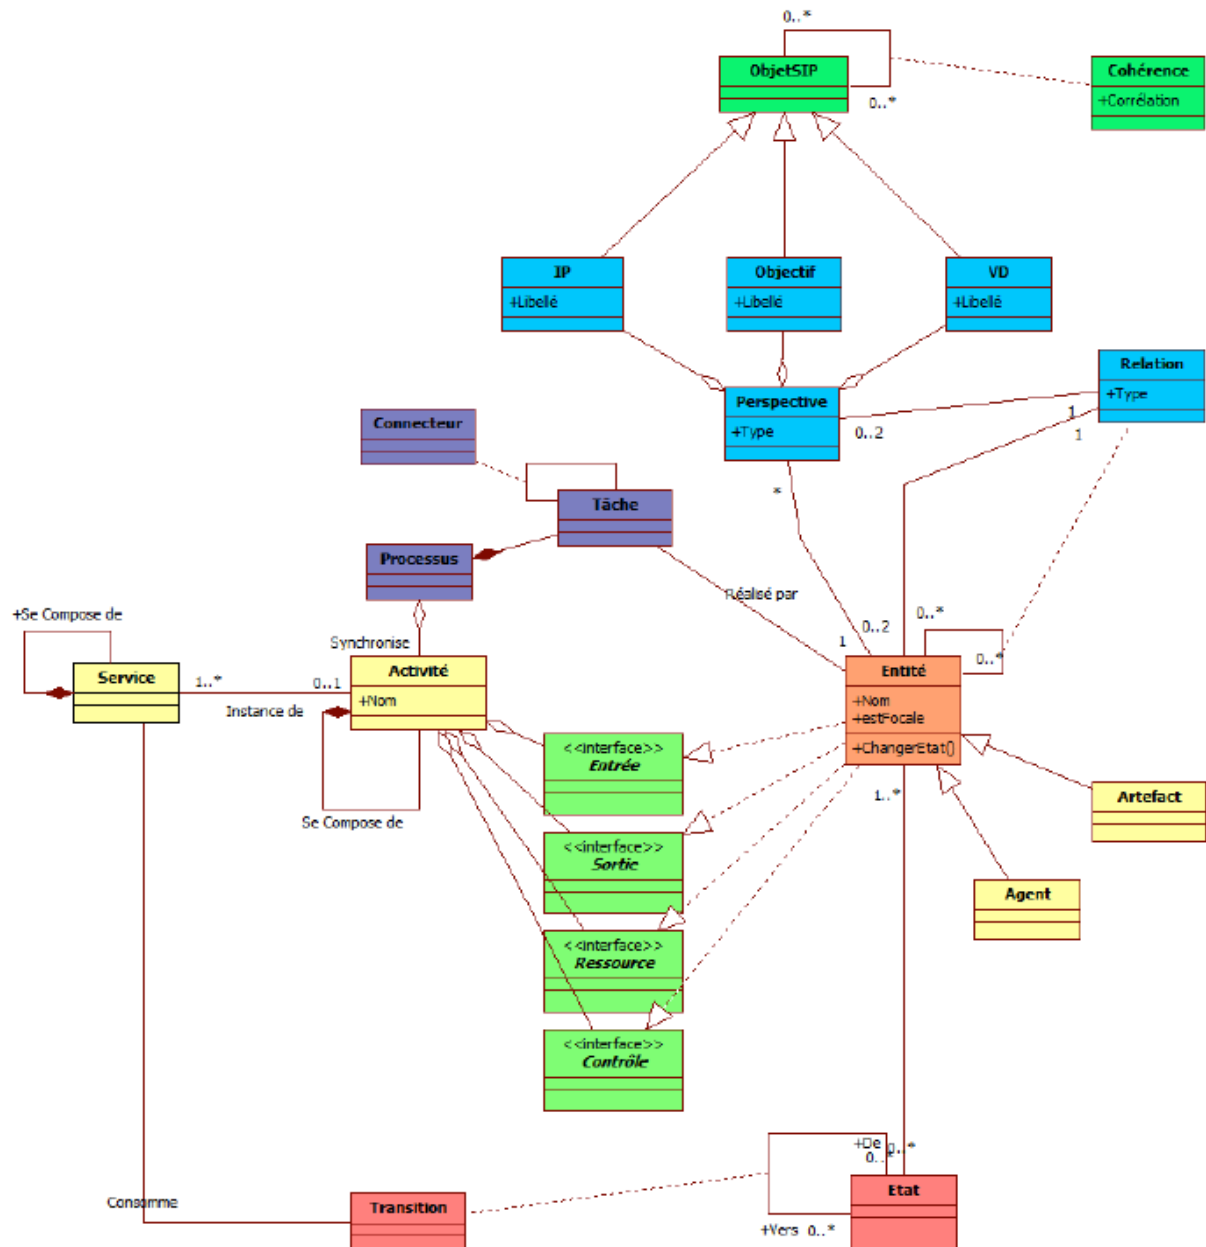 0..*
ObjetSIP
0..*
Cohérence
+Corrélation
IP
+Libellé
Objectif
+Libellé
VD
+Libellé
Relation
+Type
Perspective
+Type
1
0..2
1
Connecteur
*
Tâche
Processus
Réalisé par
+Se Compose de
0..*
0..2
Synchronise
1
0..*
Service
1..*
0..1
Activité
+Nom
Instance de
Entité
+Nom
+estFocale
+ChangerEtat()
<<interface>>
Entrée
1..*
Artefact
Se Compose de
<<interface>>
Sortie
Agent
<<interface>>
Ressource
<<interface>>
Contrôle
+De
0..*
Consomme
Transition
Etat
+Vers
0..*